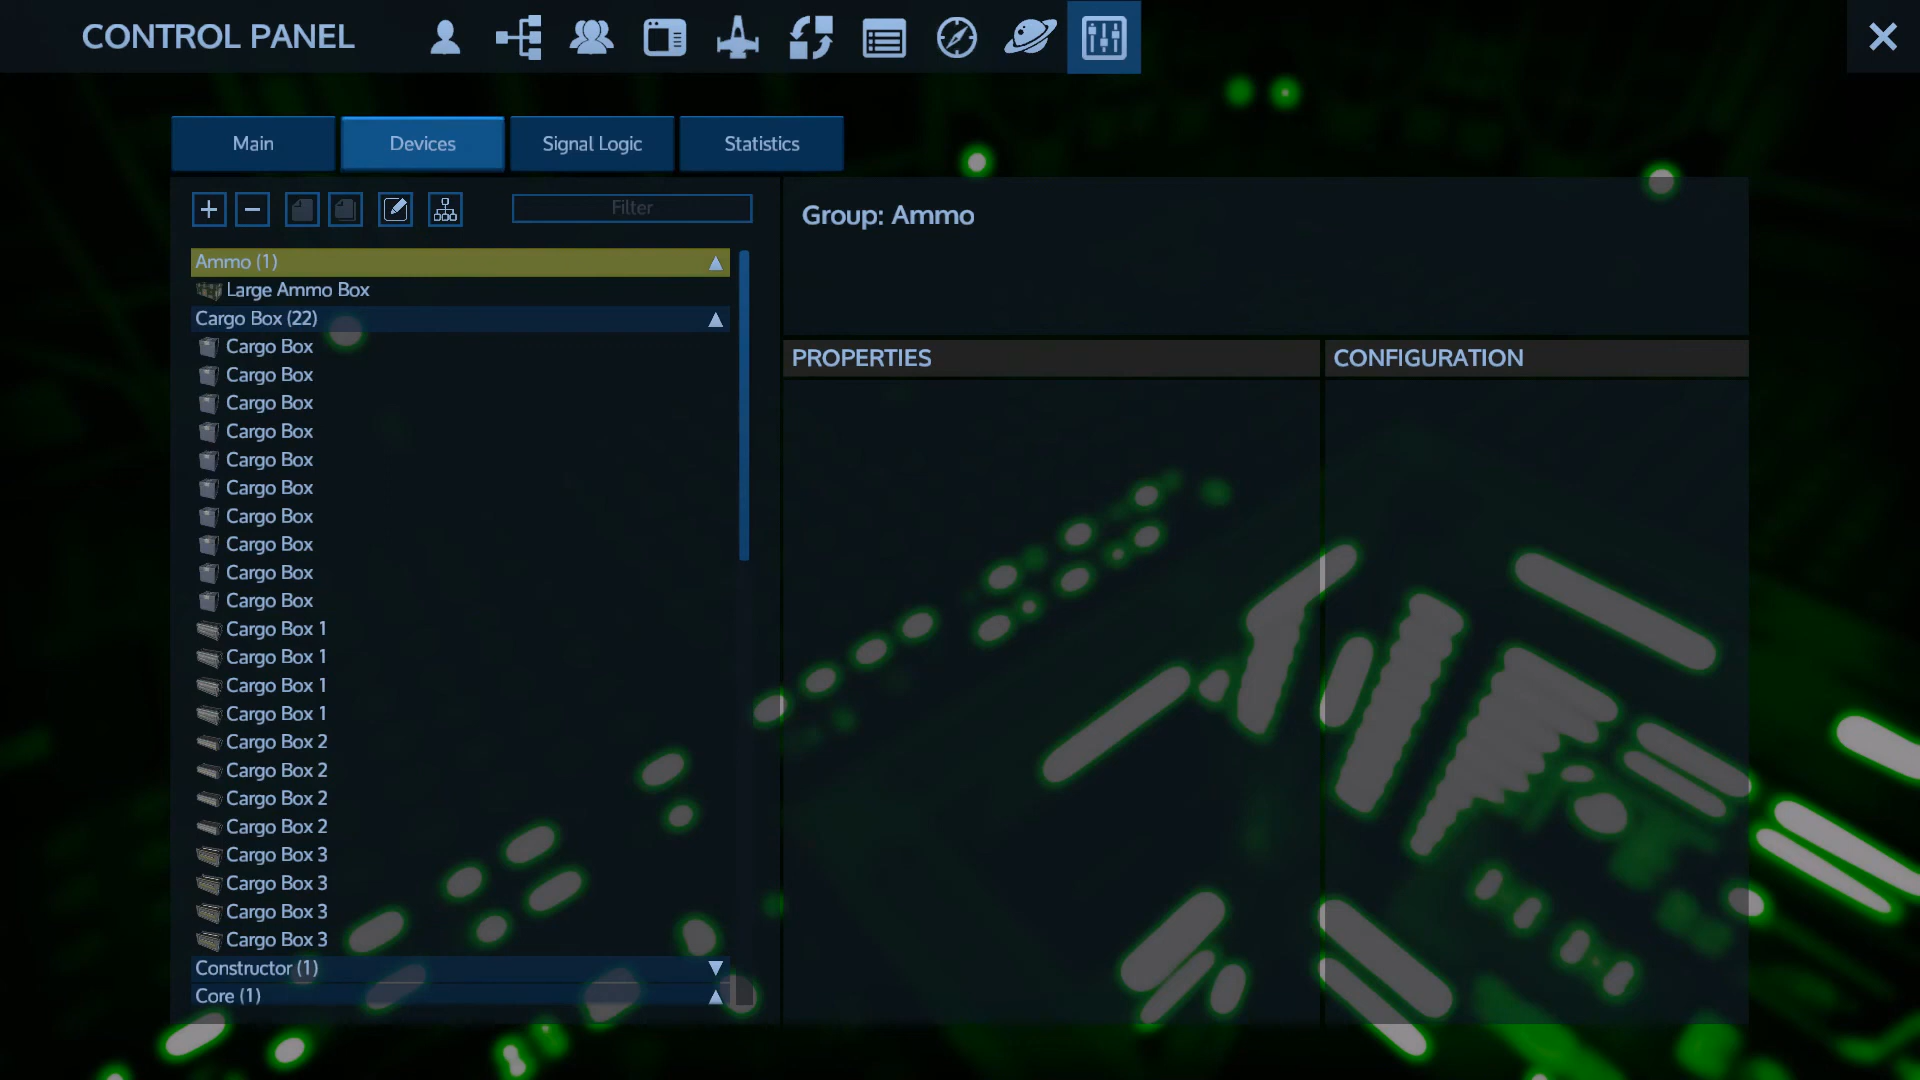 CONTROL PANEL
Main
Devices
Signal Logic
Statistics
Filter
Group: Ammo
Ammo (1)
Large Ammo Box
Cargo Box (22)
Cargo Box
Cargo Box
Cargo Box
Cargo Box
Cargo Box
Cargo Box
Cargo Box
Cargo Box
Cargo Box
Cargo Box
Cargo Box 1
Cargo Box 1
Cargo Box 1
Cargo Box 1
Cargo Box 2
Cargo Box 2
Cargo Box 2
Cargo Box 2
Cargo Box 3
Cargo Box 3
Cargo Box 3
Cargo Box 3
Constructor (1)
Core (1)
PROPERTIES
CONFIGURATION